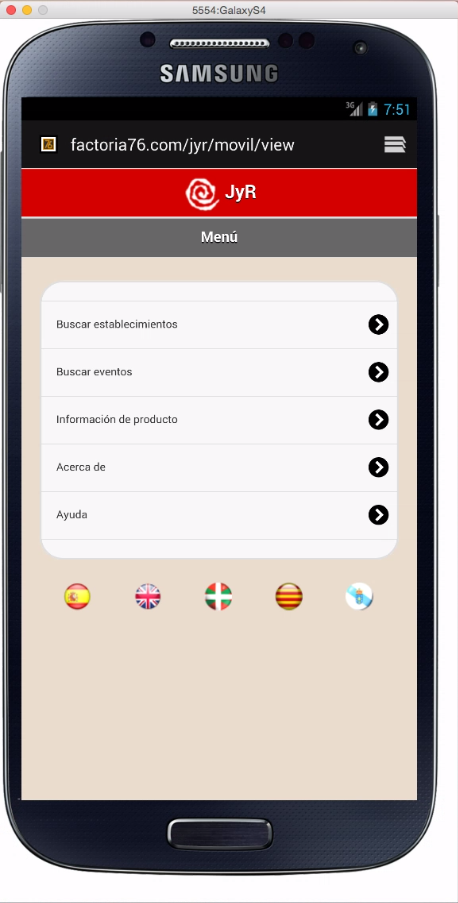 5554:GalaxyS4
SAMSUNG
3G 7:51
factoria76.com/jyr/movil/view
JyR
Menú
Buscar establecimientos
Buscar eventos
Información de producto
Acerca de
Ayuda